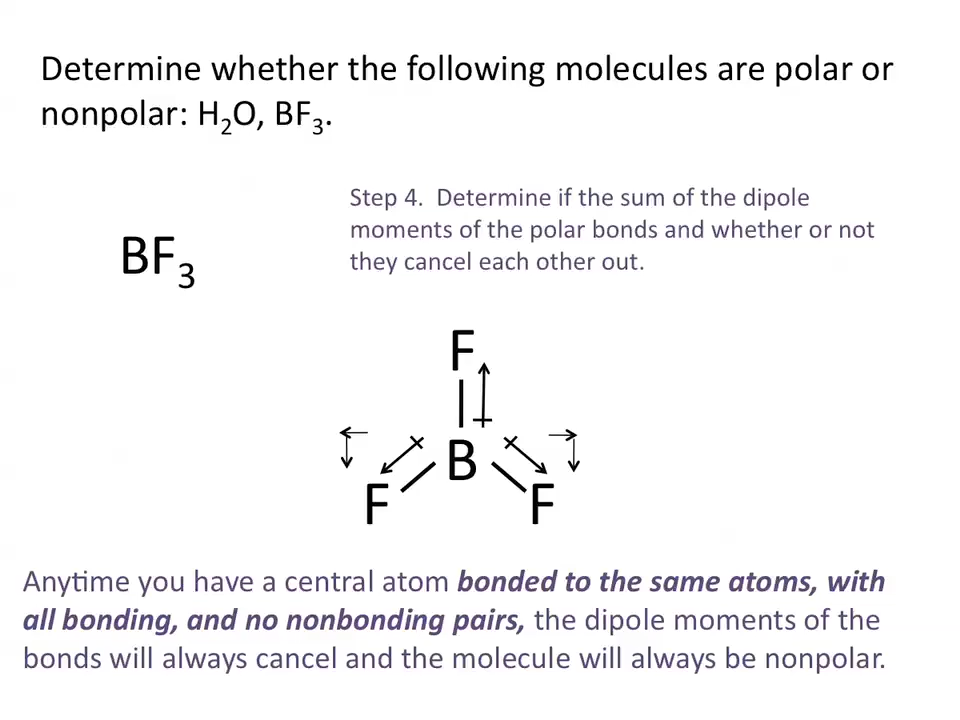 Determine whether the following molecules are polar or
nonpolar: H₂O, BF₃.
Step 4. Determine if the sum of the dipole
moments of the polar bonds and whether or not
they cancel each other out.
BF₃
F
B
F F
Anytime you have a central atom bonded to the same atoms, with
all bonding, and no nonbonding pairs, the dipole moments of the
bonds will always cancel and the molecule will always be nonpolar.